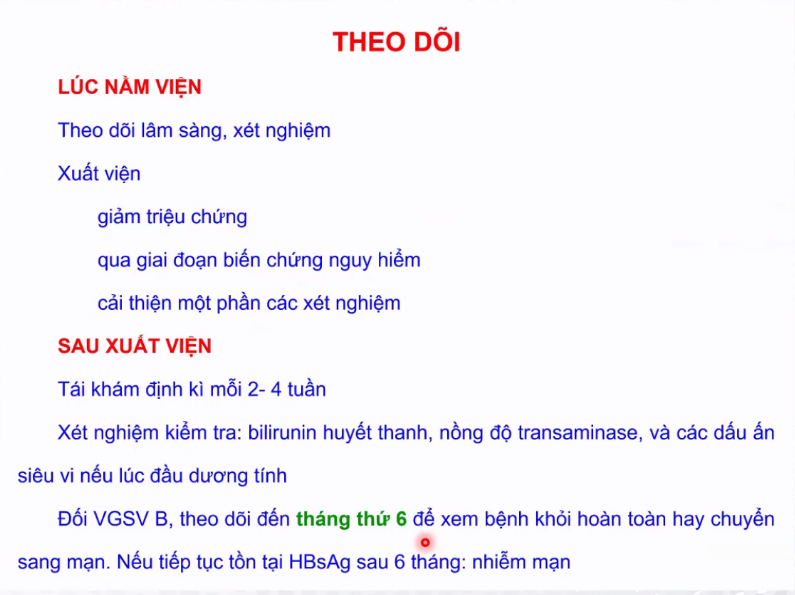 THEO DÕI
LÚC NẰM VIỆN
Theo dõi lâm sàng, xét nghiệm
Xuất viện
giảm triệu chứng
qua giai đoạn biến chứng nguy hiểm
cải thiện một phần các xét nghiệm
SAU XUẤT VIỆN
Tái khám định kì mỗi 2- 4 tuần
Xét nghiệm kiểm tra: bilirunin huyết thanh, nồng độ transaminase, và các dấu ấn
siêu vi nếu lúc đầu dương tính
Đối VGSV B, theo dõi đến tháng thứ 6 để xem bệnh khỏi hoàn toàn hay chuyển
sang mạn. Nếu tiếp tục tồn tại HBsAg sau 6 tháng: nhiễm mạn